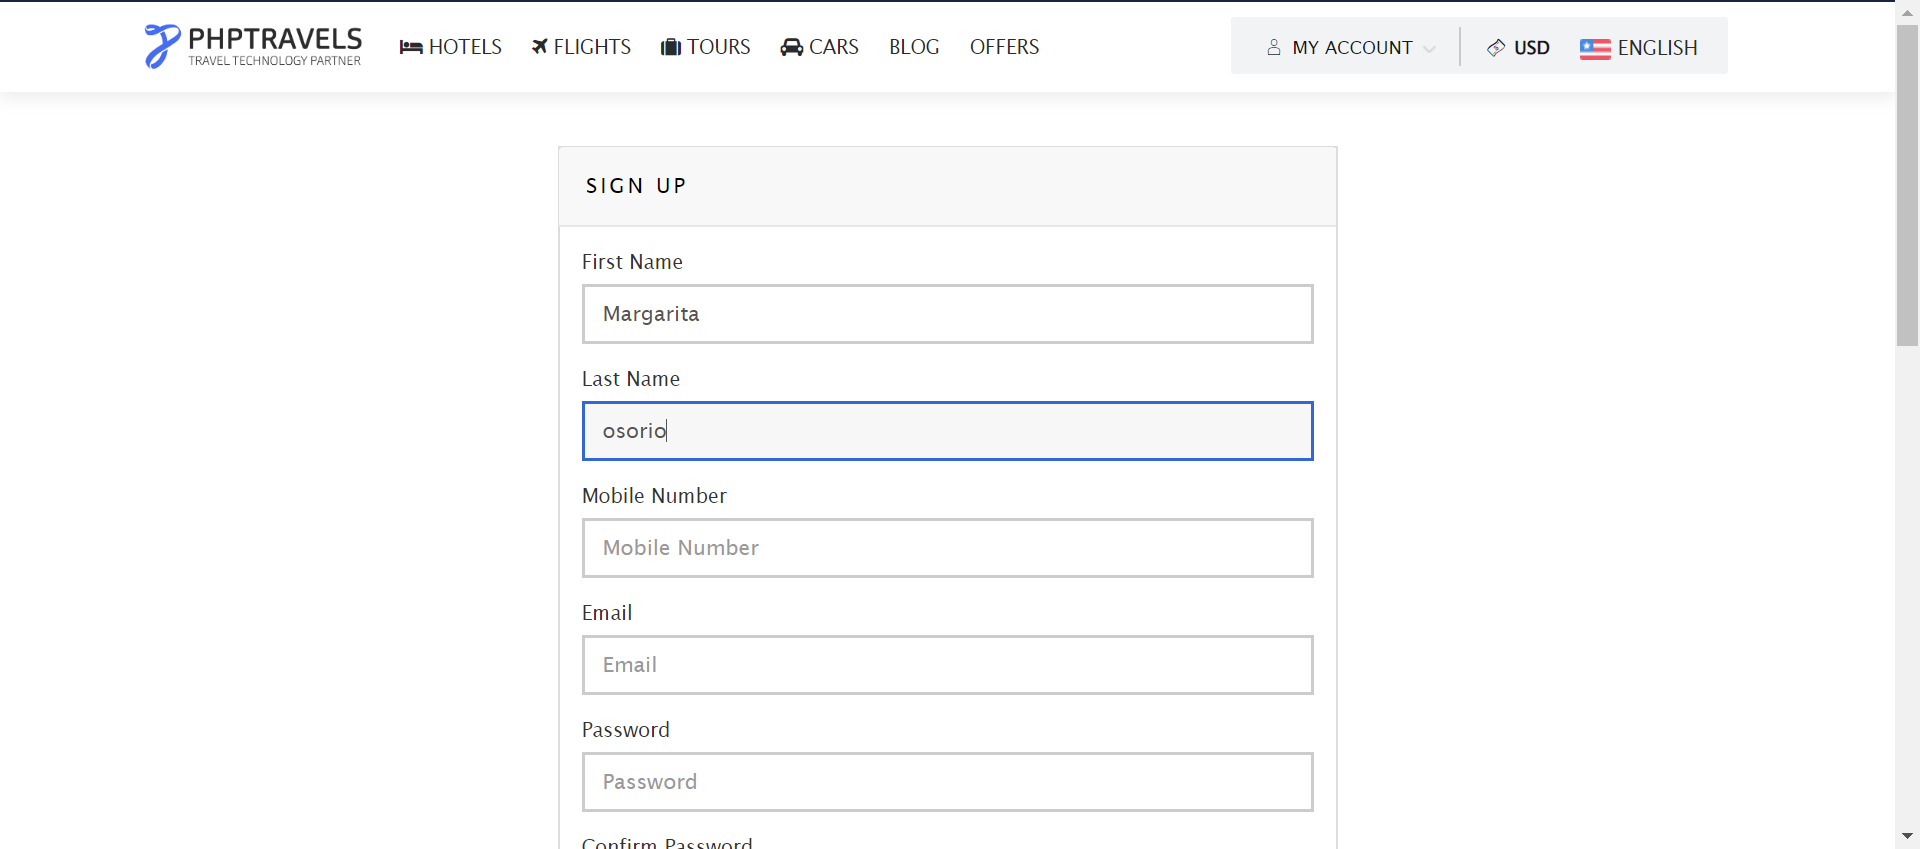 PHPTRAVELS
TRAVEL TECHNOLOGY PARTNER
HOTELS FLIGHTS TOURS CARS BLOG OFFERS
MY ACCOUNT USD ENGLISH
SIGN UP
First Name
Margarita
Last Name
osorio
Mobile Number
Mobile Number
Email
Email
Password
Password
Confirm Password